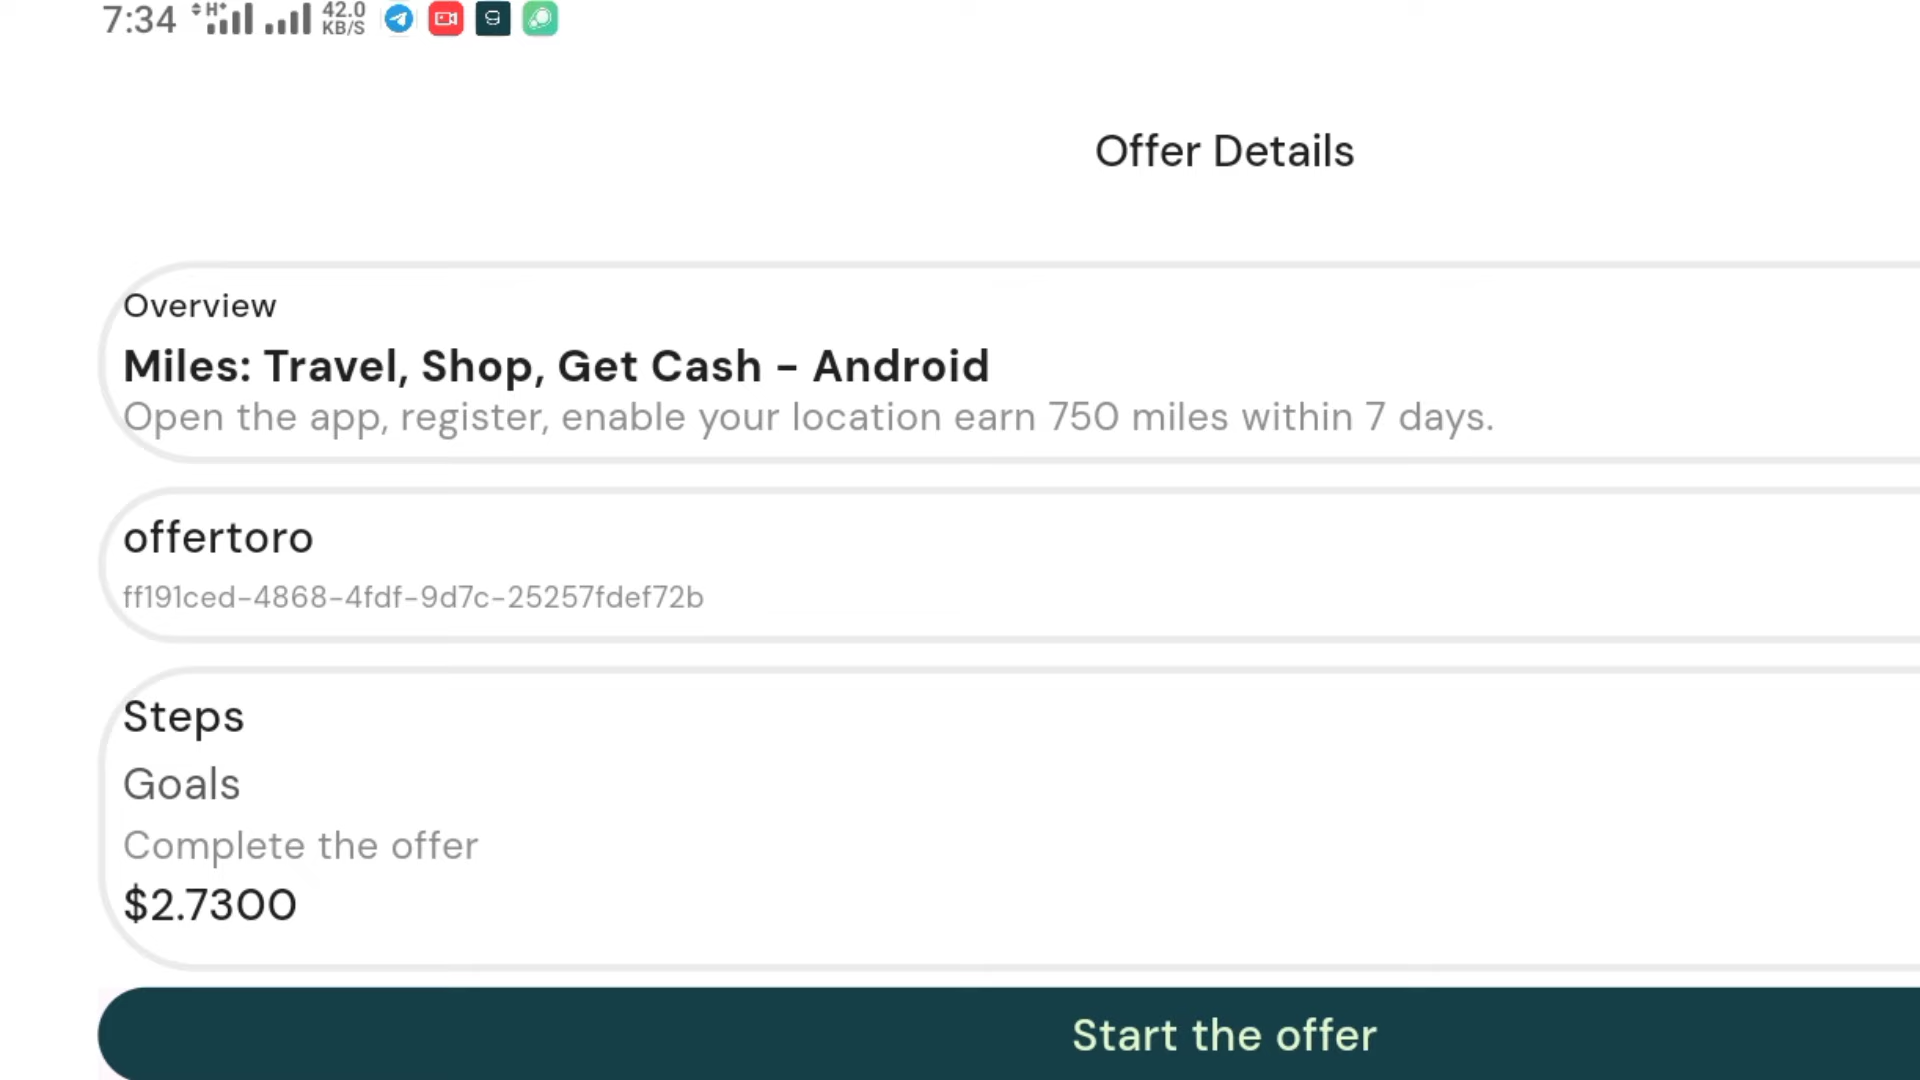 7:34 H+ 42.0
KB/S
Offer Details
Overview
Miles: Travel, Shop, Get Cash - Android
Open the app, register, enable your location earn 750 miles within 7 days.
offertoro
ff191ced-4868-4fdf-9d7c-25257fdef72b
Steps
Goals
Complete the offer
$2.7300
Start the offer